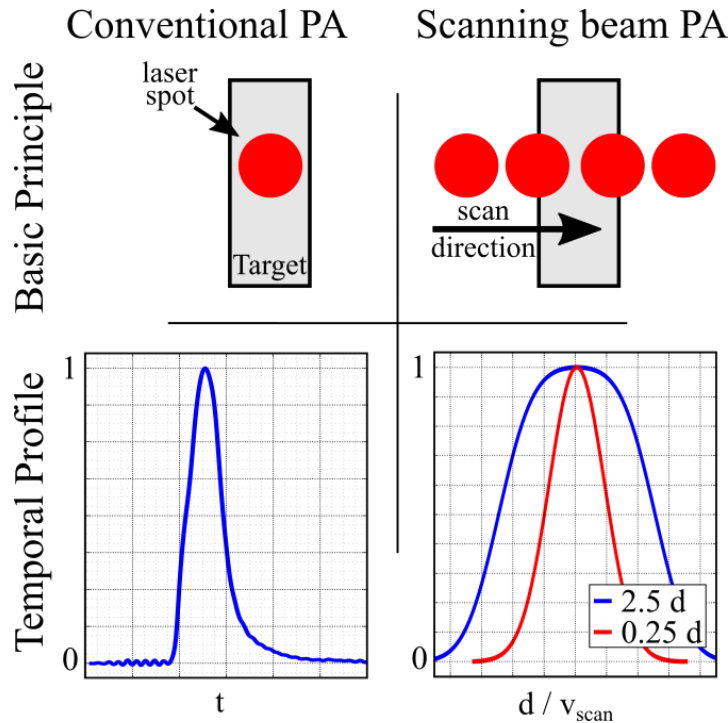 Conventional PA
Scanning beam PA
Basic Principle
laser
spot
Target
scan
direction
Temporal Profile
1
0
t
1
0
2.5 d
0.25 d
d / v_scan